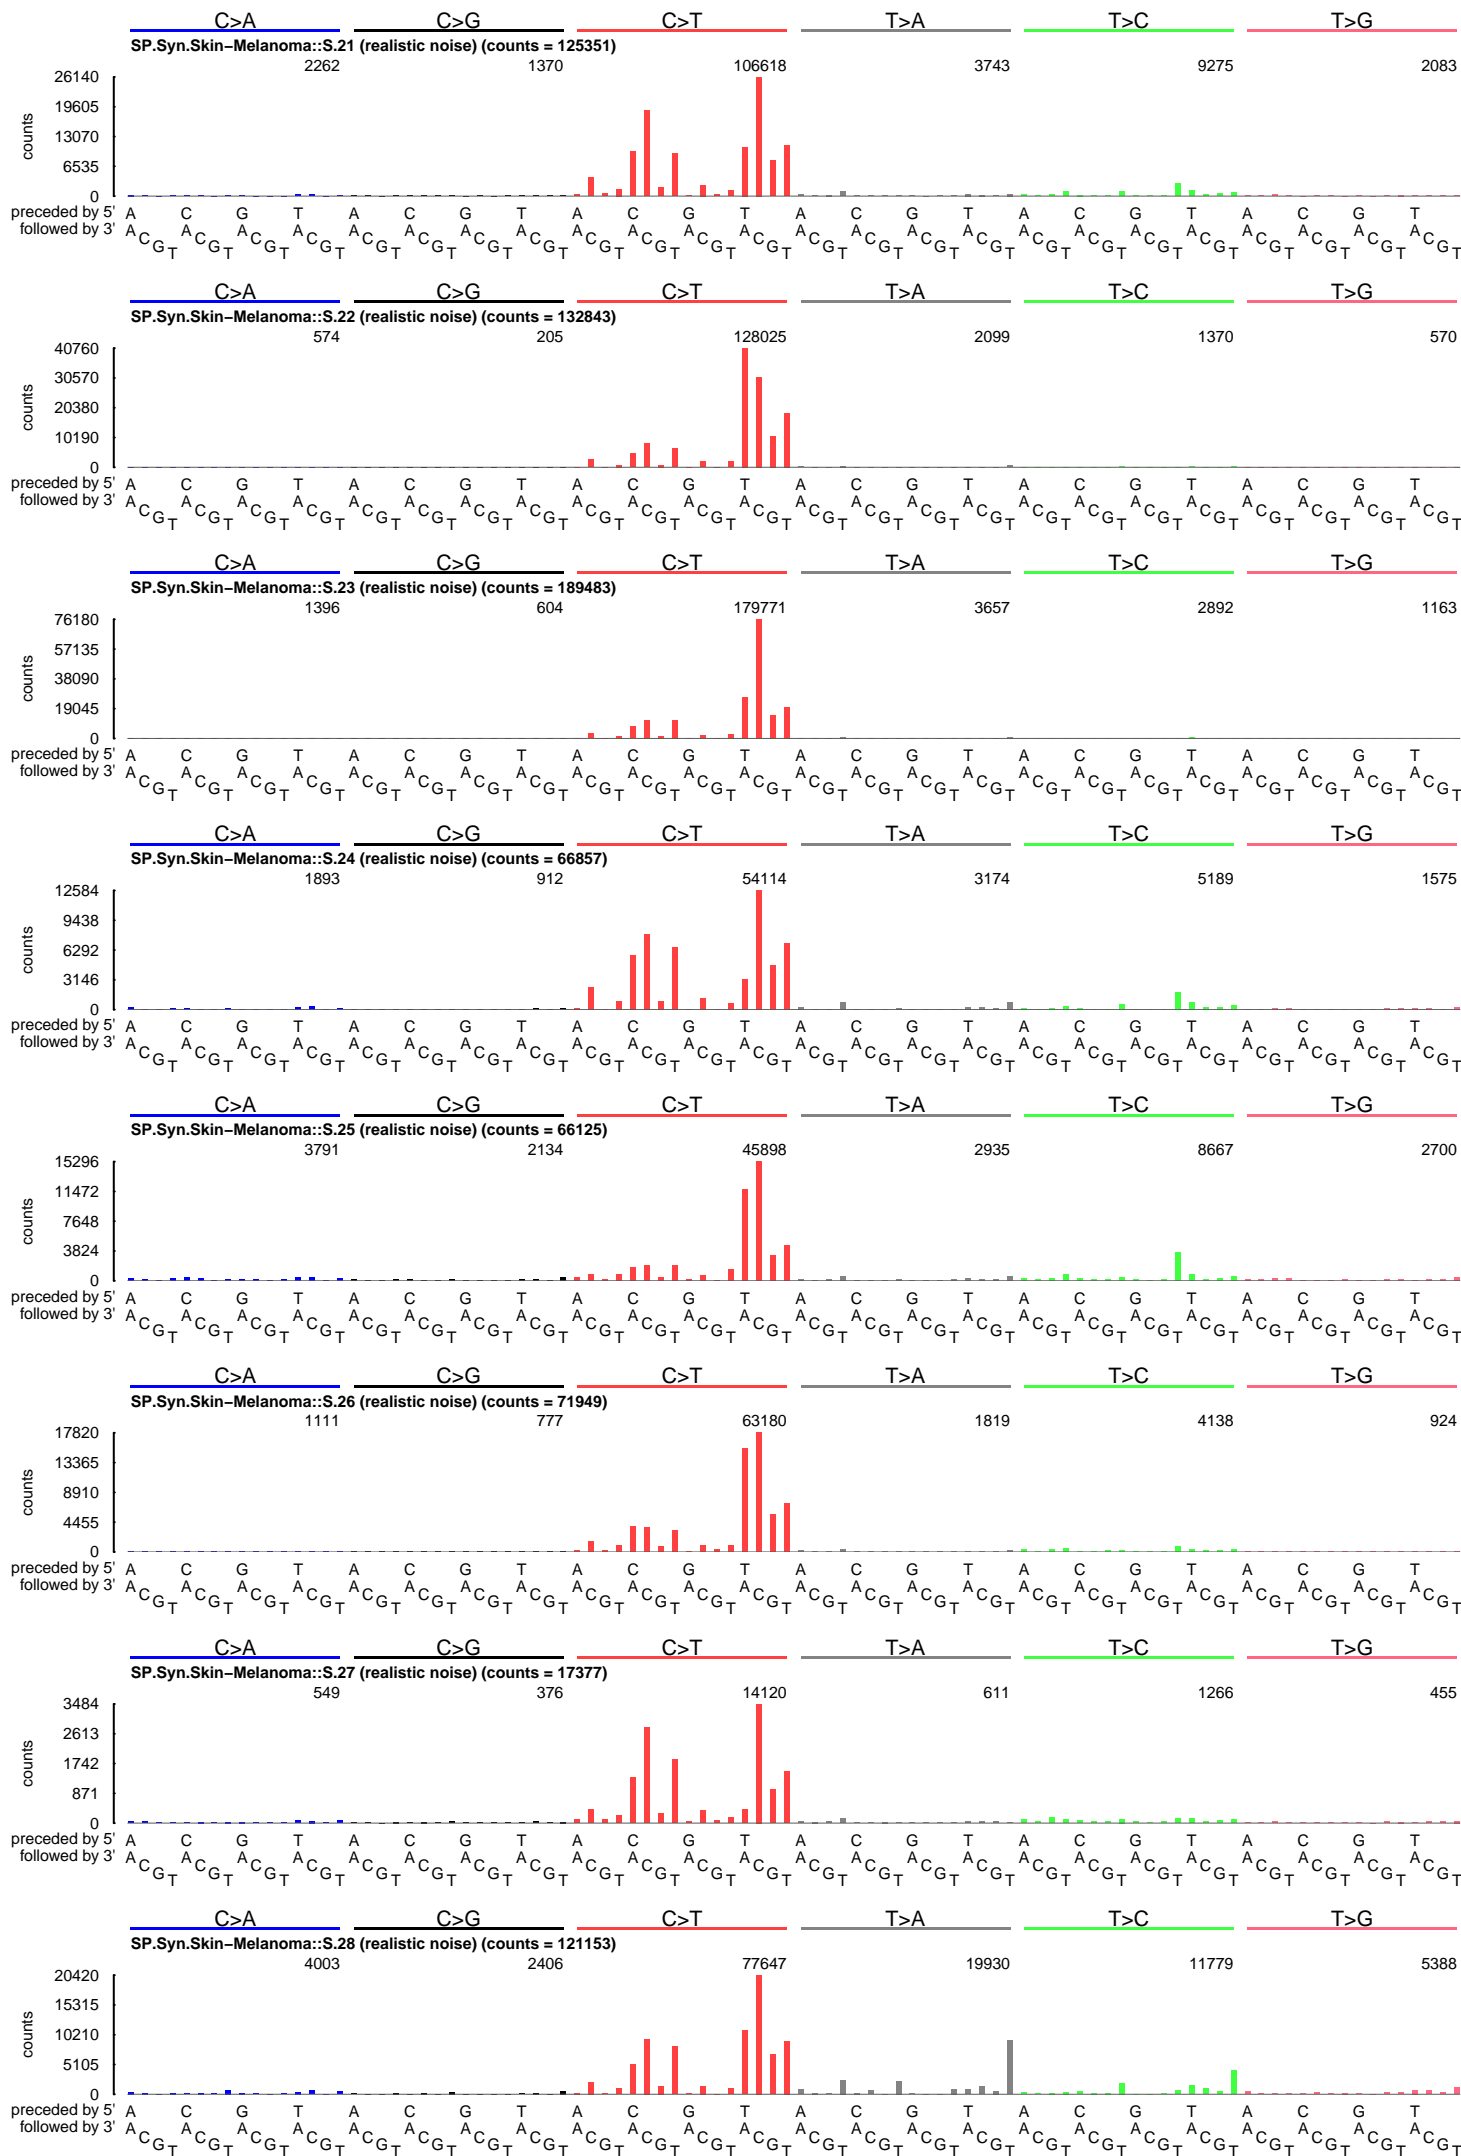 C>A C>G C>T T>A T>C T>G
SP.Syn.Skin−Melanoma::S.21 (realistic noise) (counts = 125351)
2262 1370 106618 3743 9275 2083
26140
19605
13070
6535
0
counts
preceded by 5' A C G T A C G T A C G T A C G T A C G T A C G T
followed by 3' A C G T A C G T A C G T A C G T A C G T A C G T A C G T A C G T A C G T A C G T A C G T A C G T A C G T A C G T A C G T A C G T A C G T A C G T A C G T A C G T A C G T A C G T A C G T A C G T
C>A C>G C>T T>A T>C T>G
SP.Syn.Skin−Melanoma::S.22 (realistic noise) (counts = 132843)
574 205 128025 2099 1370 570
40760
30570
20380
10190
0
counts
preceded by 5' A C G T A C G T A C G T A C G T A C G T A C G T
followed by 3' A C G T A C G T A C G T A C G T A C G T A C G T A C G T A C G T A C G T A C G T A C G T A C G T A C G T A C G T A C G T A C G T A C G T A C G T A C G T A C G T A C G T A C G T A C G T A C G T
C>A C>G C>T T>A T>C T>G
SP.Syn.Skin−Melanoma::S.23 (realistic noise) (counts = 189483)
1396 604 179771 3657 2892 1163
76180
57135
38090
19045
0
counts
preceded by 5' A C G T A C G T A C G T A C G T A C G T A C G T
followed by 3' A C G T A C G T A C G T A C G T A C G T A C G T A C G T A C G T A C G T A C G T A C G T A C G T A C G T A C G T A C G T A C G T A C G T A C G T A C G T A C G T A C G T A C G T A C G T A C G T
C>A C>G C>T T>A T>C T>G
SP.Syn.Skin−Melanoma::S.24 (realistic noise) (counts = 66857)
1893 912 54114 3174 5189 1575
12584
9438
6292
3146
0
counts
preceded by 5' A C G T A C G T A C G T A C G T A C G T A C G T
followed by 3' A C G T A C G T A C G T A C G T A C G T A C G T A C G T A C G T A C G T A C G T A C G T A C G T A C G T A C G T A C G T A C G T A C G T A C G T A C G T A C G T A C G T A C G T A C G T A C G T
C>A C>G C>T T>A T>C T>G
SP.Syn.Skin−Melanoma::S.25 (realistic noise) (counts = 66125)
3791 2134 45898 2935 8667 2700
15296
11472
7648
3824
0
counts
preceded by 5' A C G T A C G T A C G T A C G T A C G T A C G T
followed by 3' A C G T A C G T A C G T A C G T A C G T A C G T A C G T A C G T A C G T A C G T A C G T A C G T A C G T A C G T A C G T A C G T A C G T A C G T A C G T A C G T A C G T A C G T A C G T A C G T
C>A C>G C>T T>A T>C T>G
SP.Syn.Skin−Melanoma::S.26 (realistic noise) (counts = 71949)
1111 777 63180 1819 4138 924
17820
13365
8910
4455
0
counts
preceded by 5' A C G T A C G T A C G T A C G T A C G T A C G T
followed by 3' A C G T A C G T A C G T A C G T A C G T A C G T A C G T A C G T A C G T A C G T A C G T A C G T A C G T A C G T A C G T A C G T A C G T A C G T A C G T A C G T A C G T A C G T A C G T A C G T
C>A C>G C>T T>A T>C T>G
SP.Syn.Skin−Melanoma::S.27 (realistic noise) (counts = 17377)
549 376 14120 611 1266 455
3484
2613
1742
871
0
counts
preceded by 5' A C G T A C G T A C G T A C G T A C G T A C G T
followed by 3' A C G T A C G T A C G T A C G T A C G T A C G T A C G T A C G T A C G T A C G T A C G T A C G T A C G T A C G T A C G T A C G T A C G T A C G T A C G T A C G T A C G T A C G T A C G T A C G T
C>A C>G C>T T>A T>C T>G
SP.Syn.Skin−Melanoma::S.28 (realistic noise) (counts = 121153)
4003 2406 77647 19930 11779 5388
20420
15315
10210
5105
0
counts
preceded by 5' A C G T A C G T A C G T A C G T A C G T A C G T
followed by 3' A C G T A C G T A C G T A C G T A C G T A C G T A C G T A C G T A C G T A C G T A C G T A C G T A C G T A C G T A C G T A C G T A C G T A C G T A C G T A C G T A C G T A C G T A C G T A C G T